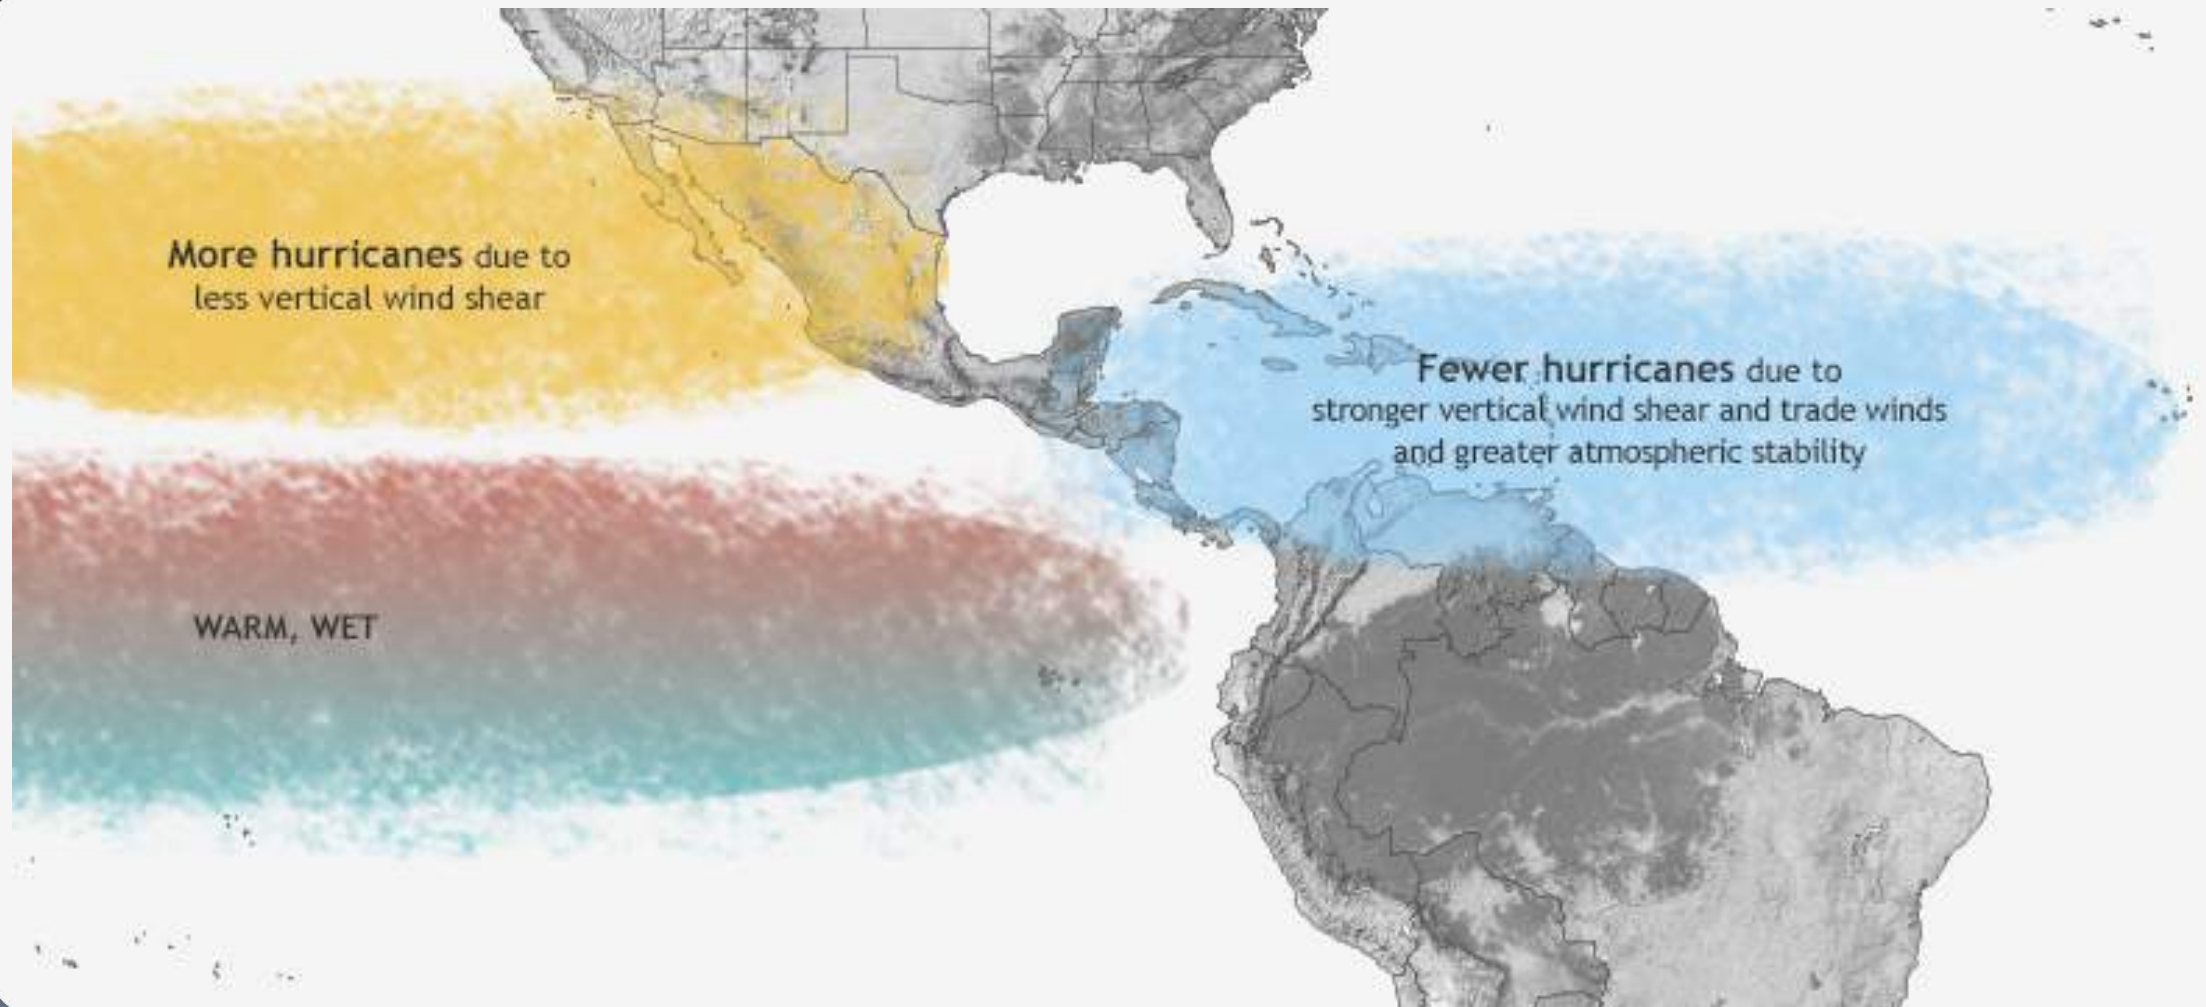 More hurricanes due to
less vertical wind shear
Fewer hurricanes due to
stronger vertical wind shear and trade winds
and greater atmospheric stability
WARM, WET